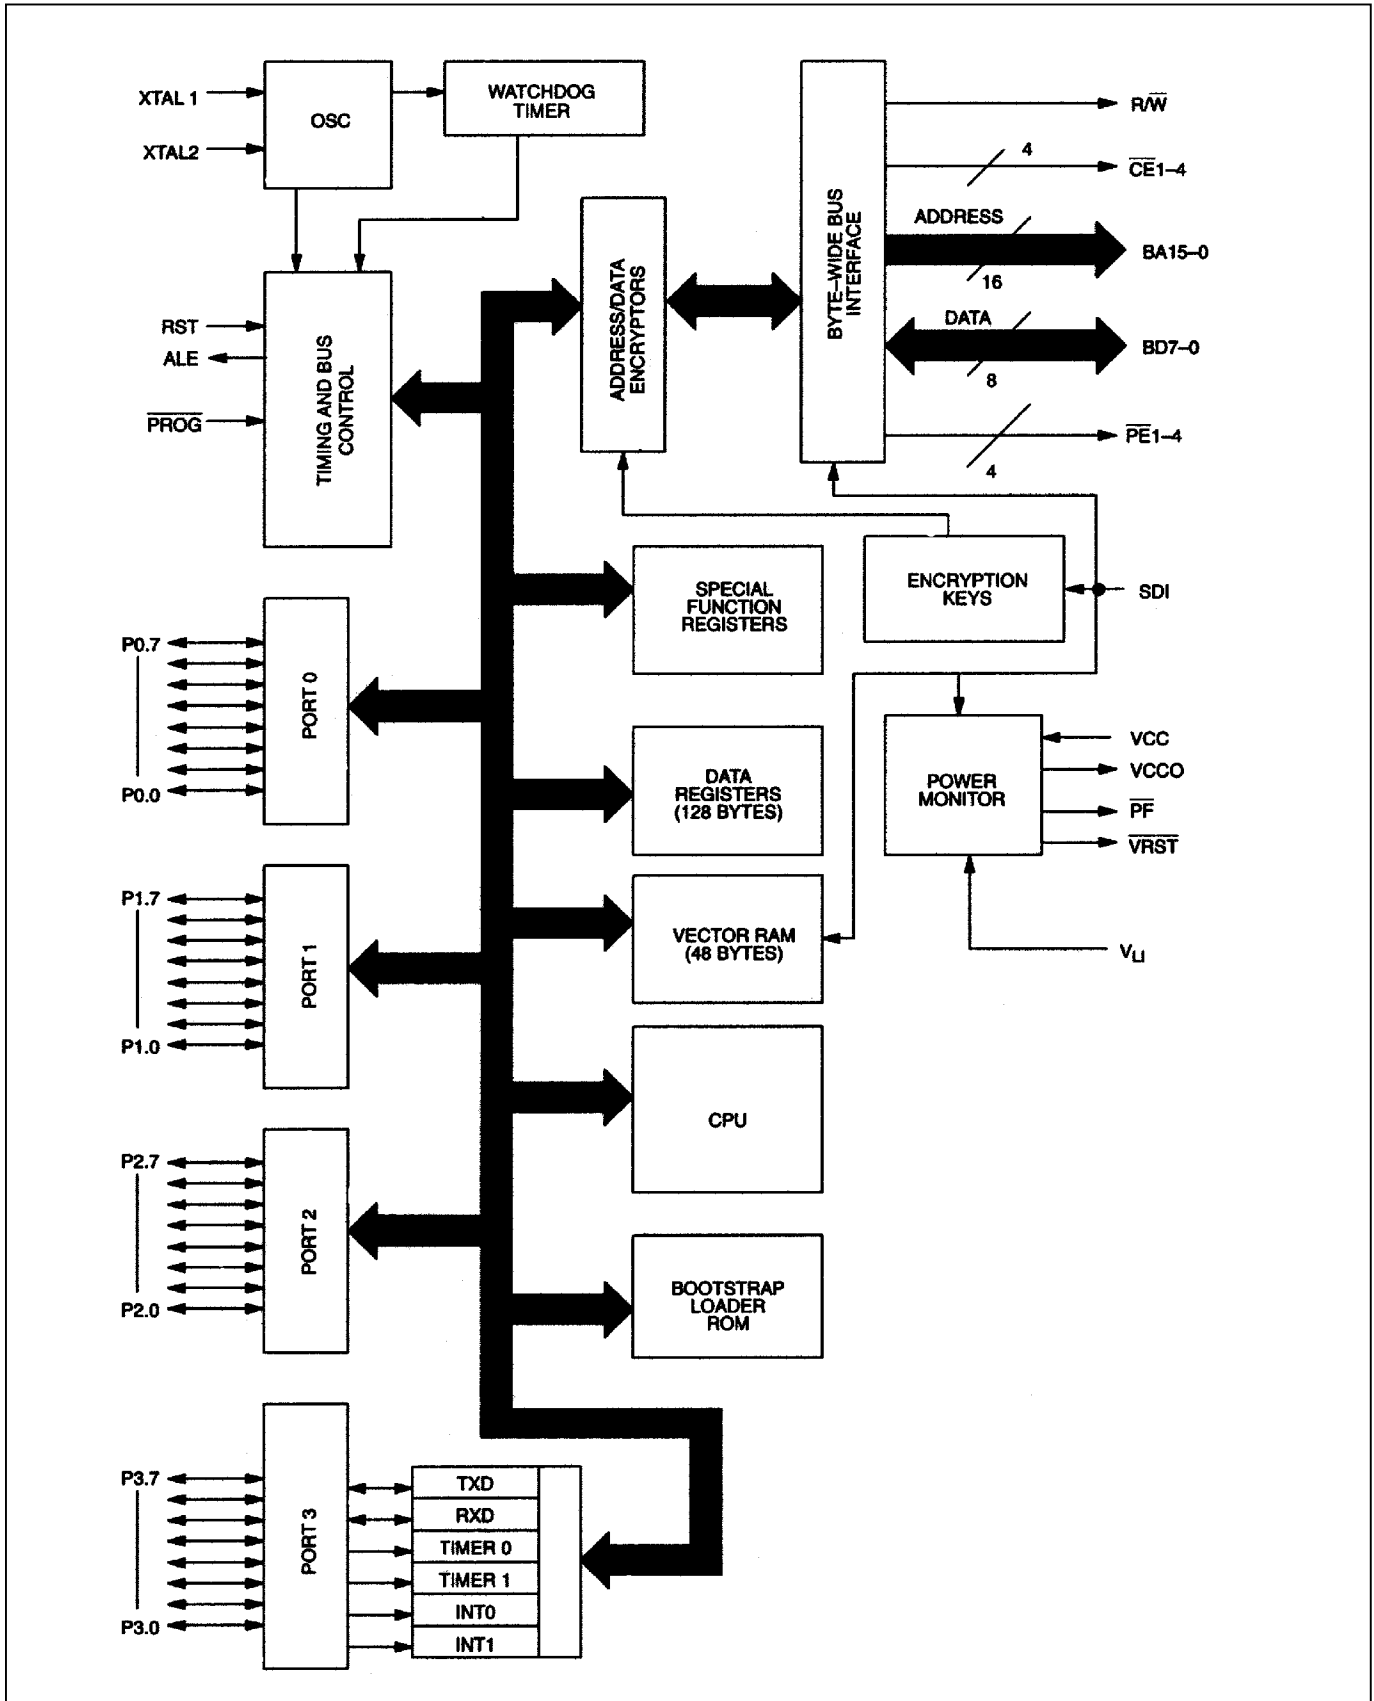 XTAL 1
XTAL2
OSC
WATCHDOG
TIMER
RST
ALE
PROG
TIMING AND BUS
CONTROL
ADDRESS/DATA
ENCRYPTORS
BYTE-WIDE BUS
INTERFACE
R/W
4
CE1-4
ADDRESS
16
BA15-0
DATA
8
BD7-0
4
PE1-4
SPECIAL
FUNCTION
REGISTERS
ENCRYPTION
KEYS
SDI
P0.7
P0.0
PORT 0
DATA
REGISTERS
(128 BYTES)
POWER
MONITOR
VCC
VCCO
PF
VRST
VLI
P1.7
P1.0
PORT 1
VECTOR RAM
(48 BYTES)
CPU
P2.7
P2.0
PORT 2
BOOTSTRAP
LOADER
ROM
P3.7
P3.0
PORT 3
TXD
RXD
TIMER 0
TIMER 1
INT0
INT1